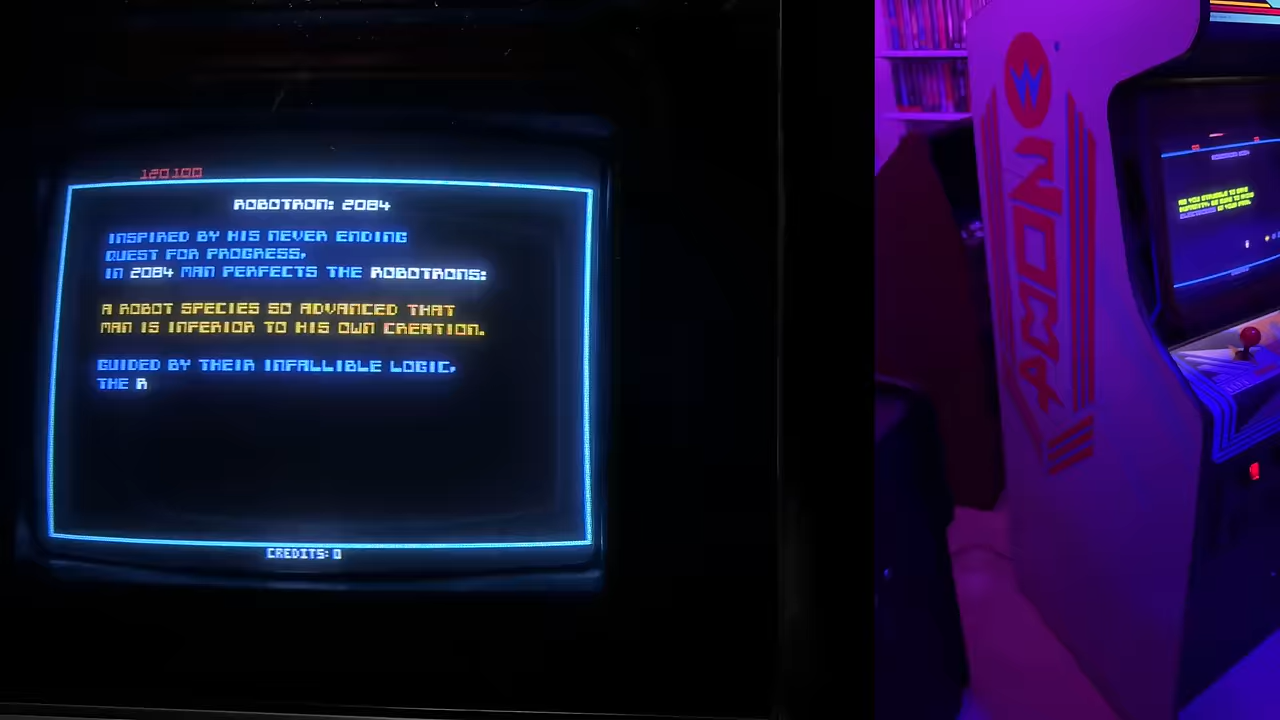 120100
ROBOTRON: 2084
INSPIRED BY HIS NEVER ENDING
QUEST FOR PROGRESS,
IN 2084 MAN PERFECTS THE ROBOTRONS:
A ROBOT SPECIES SO ADVANCED THAT
MAN IS INFERIOR TO HIS OWN CREATION.
GUIDED BY THEIR INFALLIBLE LOGIC,
THE R
CREDITS: 0
W